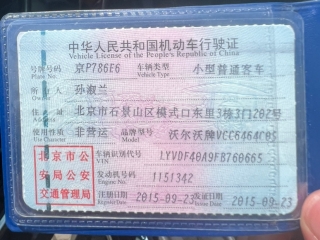 中华人民共和国机动车行驶证
Vehicle License of the People's Republic of China
号牌号码 京P786E6 车辆类型 小型普通客车
Plate No. Vehicle Type
所有人 孙淑兰
Owner
住址 北京市石景山区模式口东里3栋3门202号
Address
使用性质 非营运 品牌型号 沃尔沃牌VCC6464C05
Use Character Model
北京市公安局公安交通管理局
车辆识别代号 LYVDF40A9FB760665
VIN
发动机号码 1151342
Engine No.
注册日期 2015-09-23 发证日期 2015-09-23
Register Date Issue Date